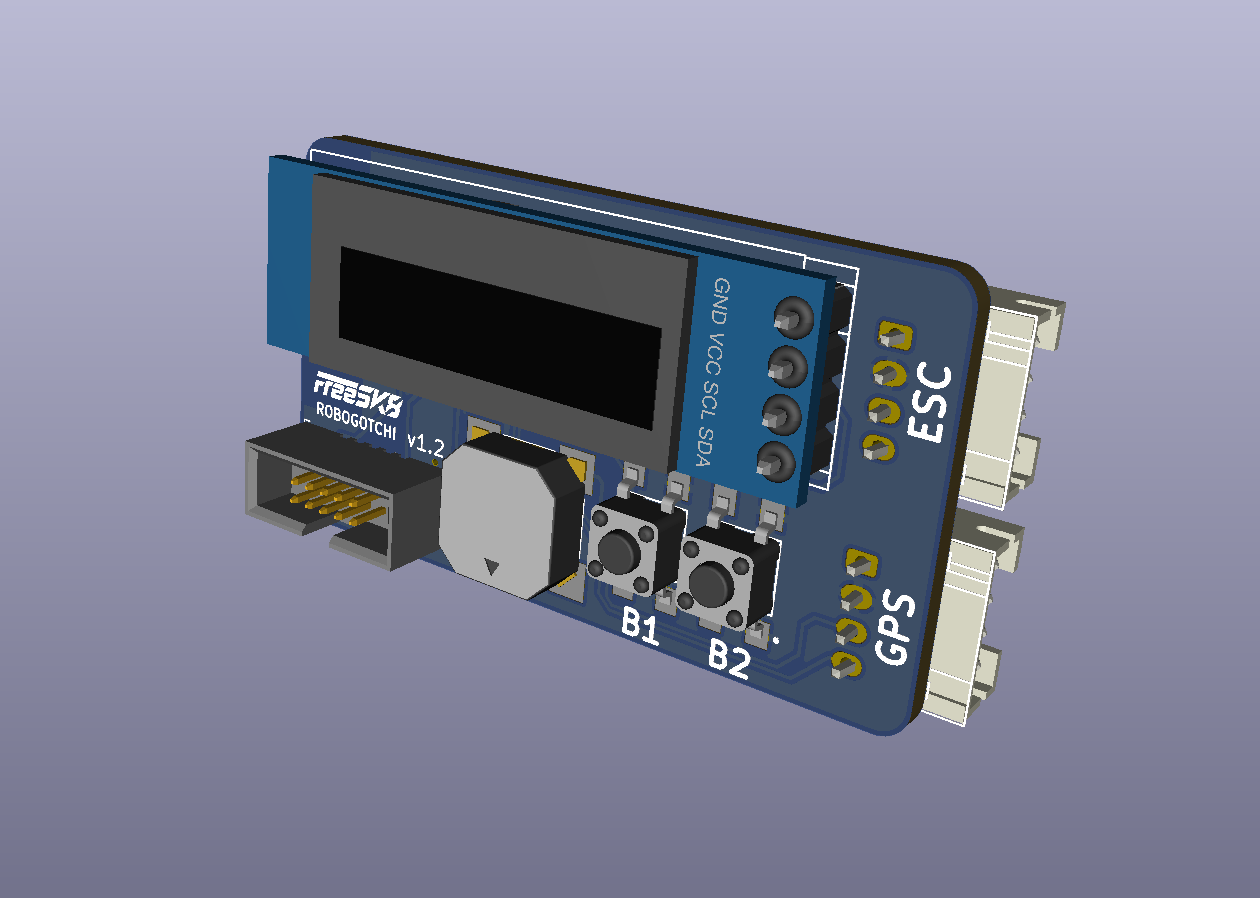 GND VCC SCL SDA
FreeSK8
ROBOGOTCHI
v1.2
ESC
GPS
B1
B2